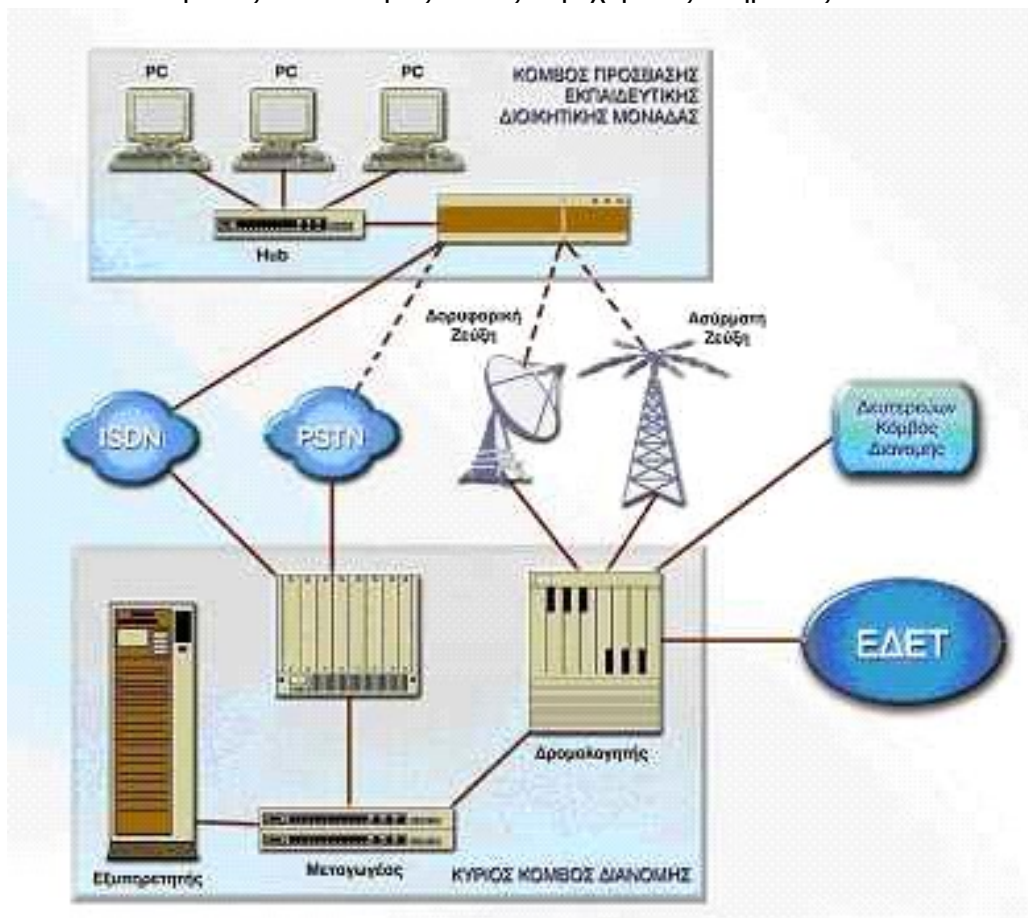 PC PC PC
ΚΟΜΒΟΣ ΠΡΟΣΒΑΣΗΣ
ΕΚΠΑΙΔΕΥΤΙΚΗΣ
ΔΙΟΙΚΗΤΙΚΗΣ ΜΟΝΑΔΑΣ
Hub
Δορυφορική
Ζεύξη
Ασύρματη
Ζεύξη
ISDN
PSTN
Δευτερεύων
Κόμβος
Διανομής
ΕΔΕΤ
Δρομολογητής
Εξυπηρετητής
Μεταγωγέας
ΚΥΡΙΟΣ ΚΟΜΒΟΣ ΔΙΑΝΟΜΗΣ